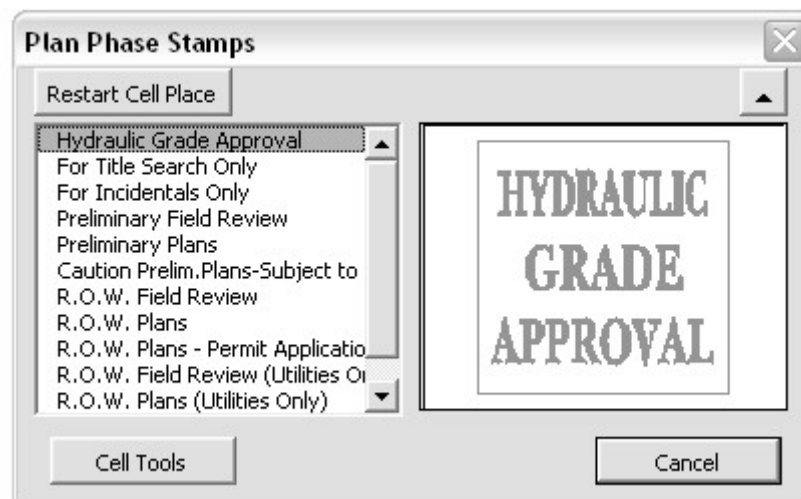 Plan Phase Stamps
Restart Cell Place
Hydraulic Grade Approval
For Title Search Only
For Incidentals Only
Preliminary Field Review
Preliminary Plans
Caution Prelim.Plans-Subject to
R.O.W. Field Review
R.O.W. Plans
R.O.W. Plans - Permit Applicatio
R.O.W. Field Review (Utilities O
R.O.W. Plans (Utilities Only)
HYDRAULIC
GRADE
APPROVAL
Cell Tools
Cancel